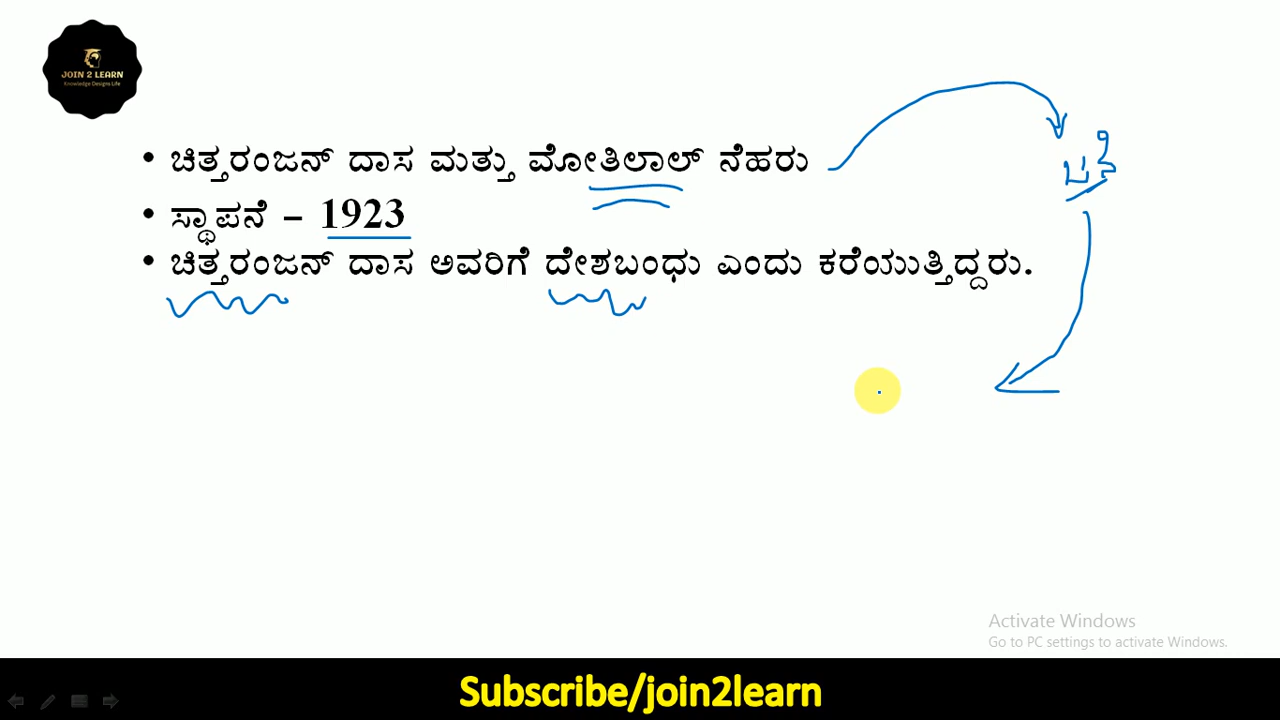 JOIN 2 LEARN
Knowledge Designs Life
• ಚಿತ್ತರಂಜನ್ ದಾಸ ಮತ್ತು ಮೋತಿಲಾಲ್ ನೆಹರು
• ಸ್ಥಾಪನೆ – 1923
• ಚಿತ್ತರಂಜನ್ ದಾಸ ಅವರಿಗೆ ದೇಶಬಂಧು ಎಂದು ಕರೆಯುತ್ತಿದ್ದರು.
Activate Windows
Go to PC settings to activate Windows.
Subscribe/join2learn